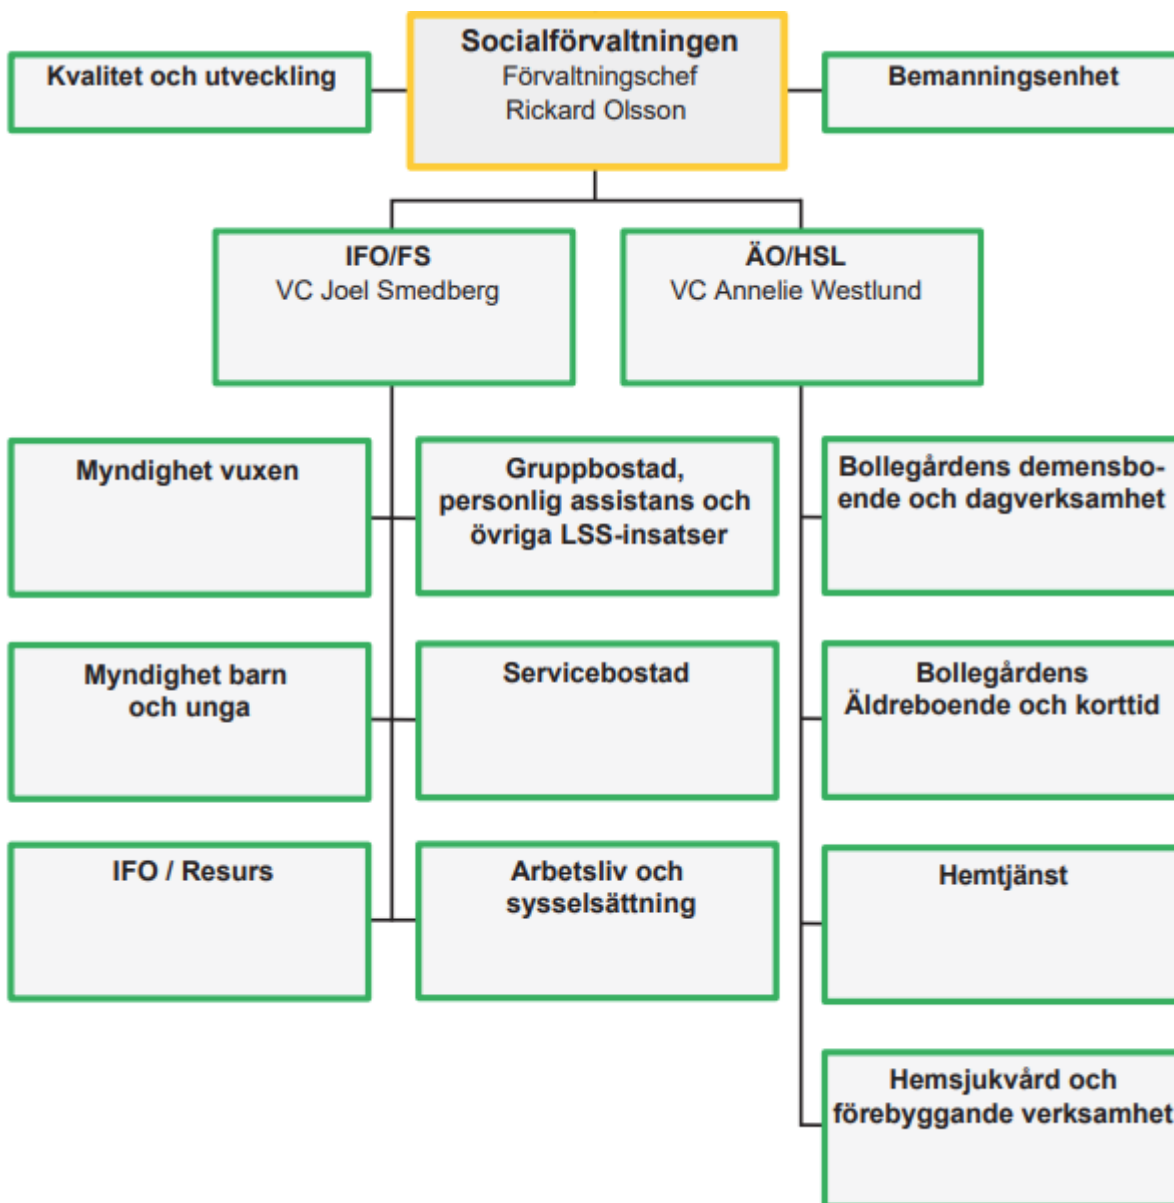 Socialförvaltningen
Förvaltningschef
Rickard Olsson
Kvalitet och utveckling
Bemanningsenhet
IFO/FS
VC Joel Smedberg
ÄO/HSL
VC Annelie Westlund
Myndighet vuxen
Gruppbostad,
personlig assistans och
övriga LSS-insatser
Bollegårdens demensbo-
ende och dagverksamhet
Myndighet barn
och unga
Servicebostad
Bollegårdens
Äldreboende och korttid
IFO / Resurs
Arbetsliv och
sysselsättning
Hemtjänst
Hemsjukvård och
förebyggande verksamhet